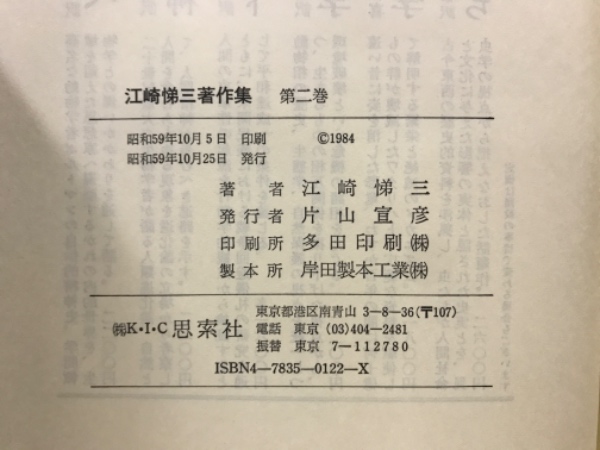 江崎悌三著作集 第二巻
昭和59年10月5日 印刷 ©1984
昭和59年10月25日 発行
著者 江崎悌三
発行者 片山宣彦
印刷所 多田印刷㈱
製本所 岸田製本工業㈱
㈱K・I・C思索社
東京都港区南青山 3—8—36(〒107)
電話 東京 (03)404—2481
振替 東京 7—112780
ISBN4—7835—0122—X